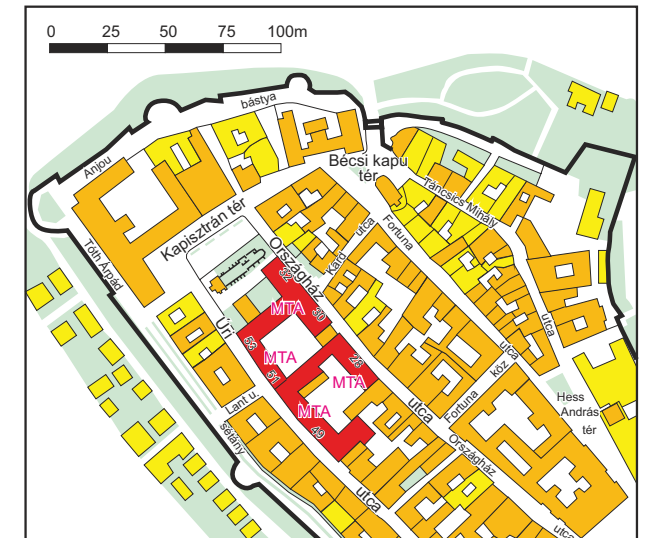 0 25 50 75 100m
bástya
Anjou
Bécsi kapu
tér
Táncsics Mihály
Kapisztrán tér
utca
Fortuna
Tóth Árpád
Országház
Kard
32
MTA
30
Úri
53
MTA
28
51
MTA
utca
utca
köz
Lant u.
MTA
49
utca
Fortuna
Hess
András
tér
sétány
Országház
utca
utca